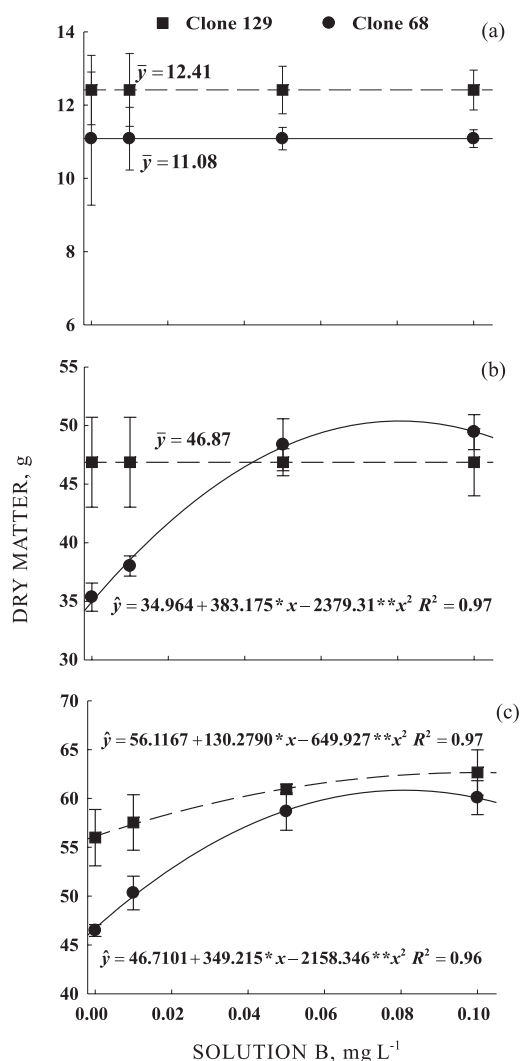 Clone 129 Clone 68
(a)
14
12
10
8
6
ȳ = 12.41
ȳ = 11.08
(b)
55
50
45
40
35
30
ȳ = 46.87
ŷ = 34.964 + 383.175* x − 2379.31** x² R² = 0.97
DRY MATTER, g
(c)
70
65
60
55
50
45
40
ŷ = 56.1167 + 130.2790* x − 649.927** x² R² = 0.97
ŷ = 46.7101 + 349.215* x − 2158.346** x² R² = 0.96
0.00 0.02 0.04 0.06 0.08 0.10
SOLUTION B, mg L⁻¹